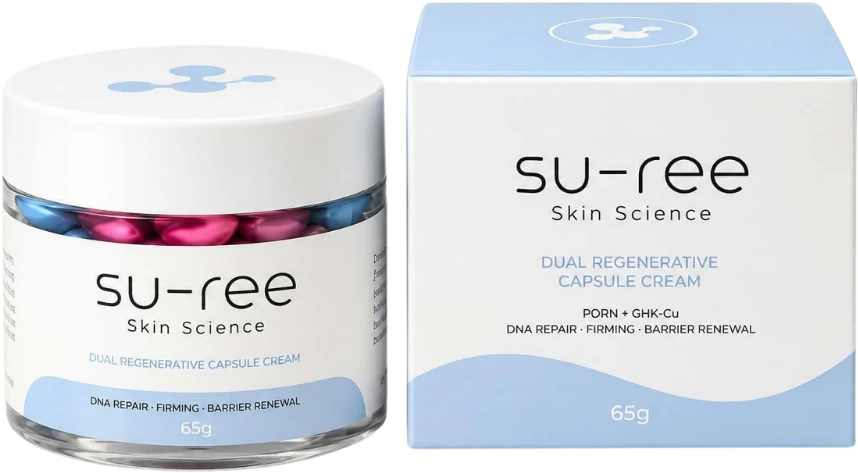 su-ree
Skin Science
DUAL REGENERATIVE CAPSULE CREAM
DNA REPAIR · FIRMING · BARRIER RENEWAL
65g
su-ree
Skin Science
DUAL REGENERATIVE
CAPSULE CREAM
PORN + GHK-Cu
DNA REPAIR · FIRMING · BARRIER RENEWAL
65g